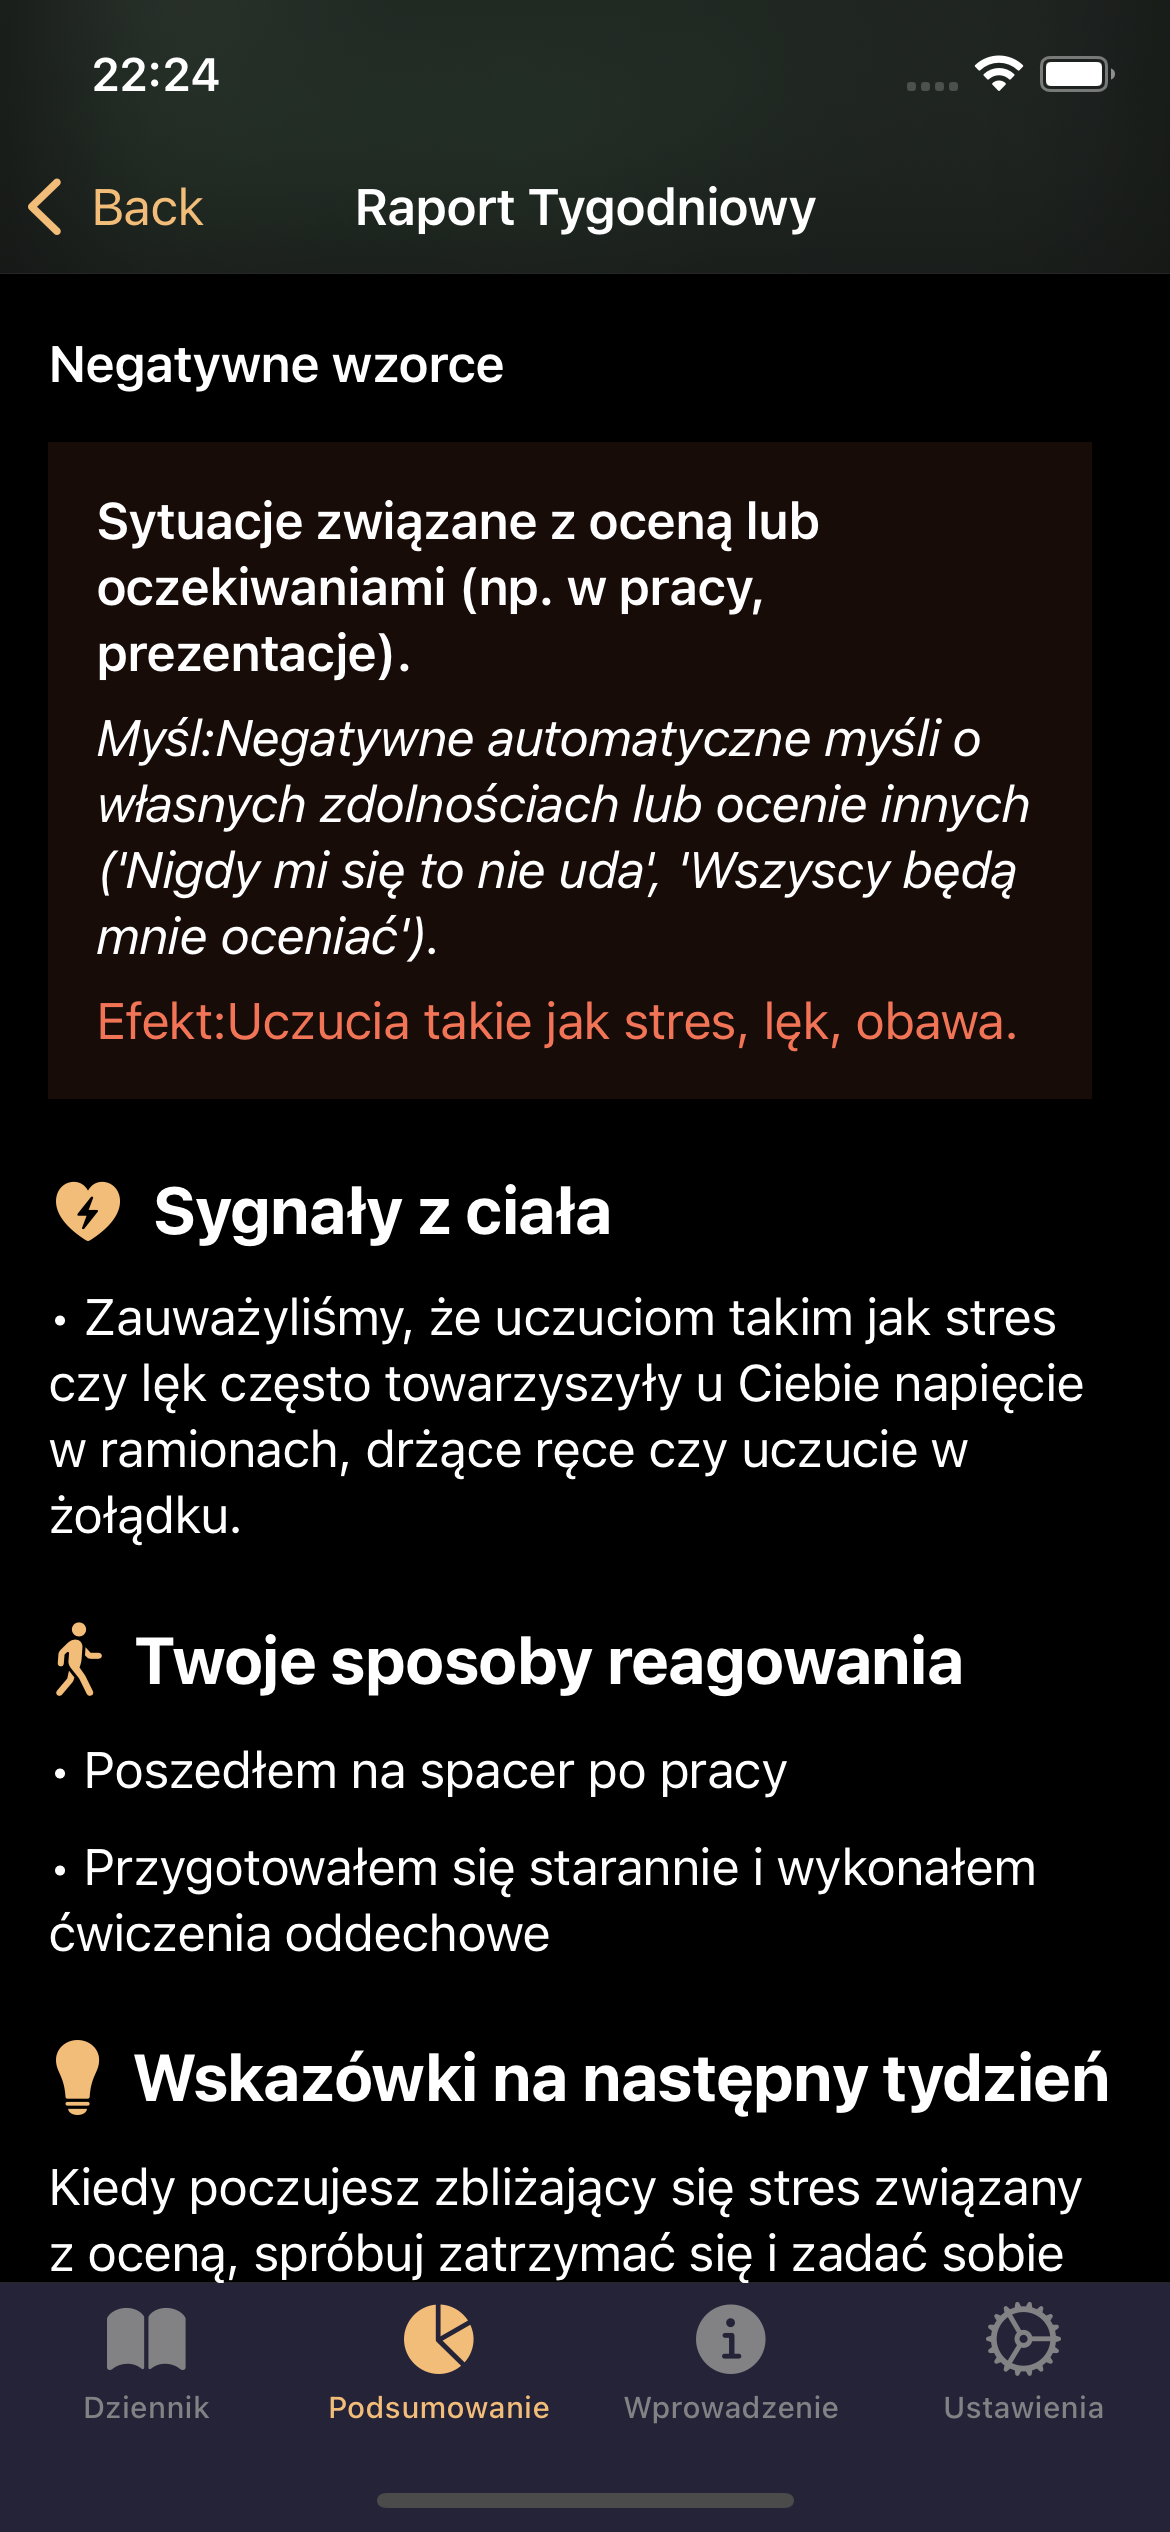 22:24
Back
Raport Tygodniowy
Negatywne wzorce
Sytuacje związane z oceną lub
oczekiwaniami (np. w pracy,
prezentacje).
Myśl:Negatywne automatyczne myśli o
własnych zdolnościach lub ocenie innych
('Nigdy mi się to nie uda', 'Wszyscy będą
mnie oceniać').
Efekt:Uczucia takie jak stres, lęk, obawa.
Sygnały z ciała
• Zauważyliśmy, że uczuciom takim jak stres
czy lęk często towarzyszyły u Ciebie napięcie
w ramionach, drżące ręce czy uczucie w
żołądku.
Twoje sposoby reagowania
• Poszedłem na spacer po pracy
• Przygotowałem się starannie i wykonałem
ćwiczenia oddechowe
Wskazówki na następny tydzień
Kiedy poczujesz zbliżający się stres związany
z oceną, spróbuj zatrzymać się i zadać sobie
Dziennik
Podsumowanie
Wprowadzenie
Ustawienia